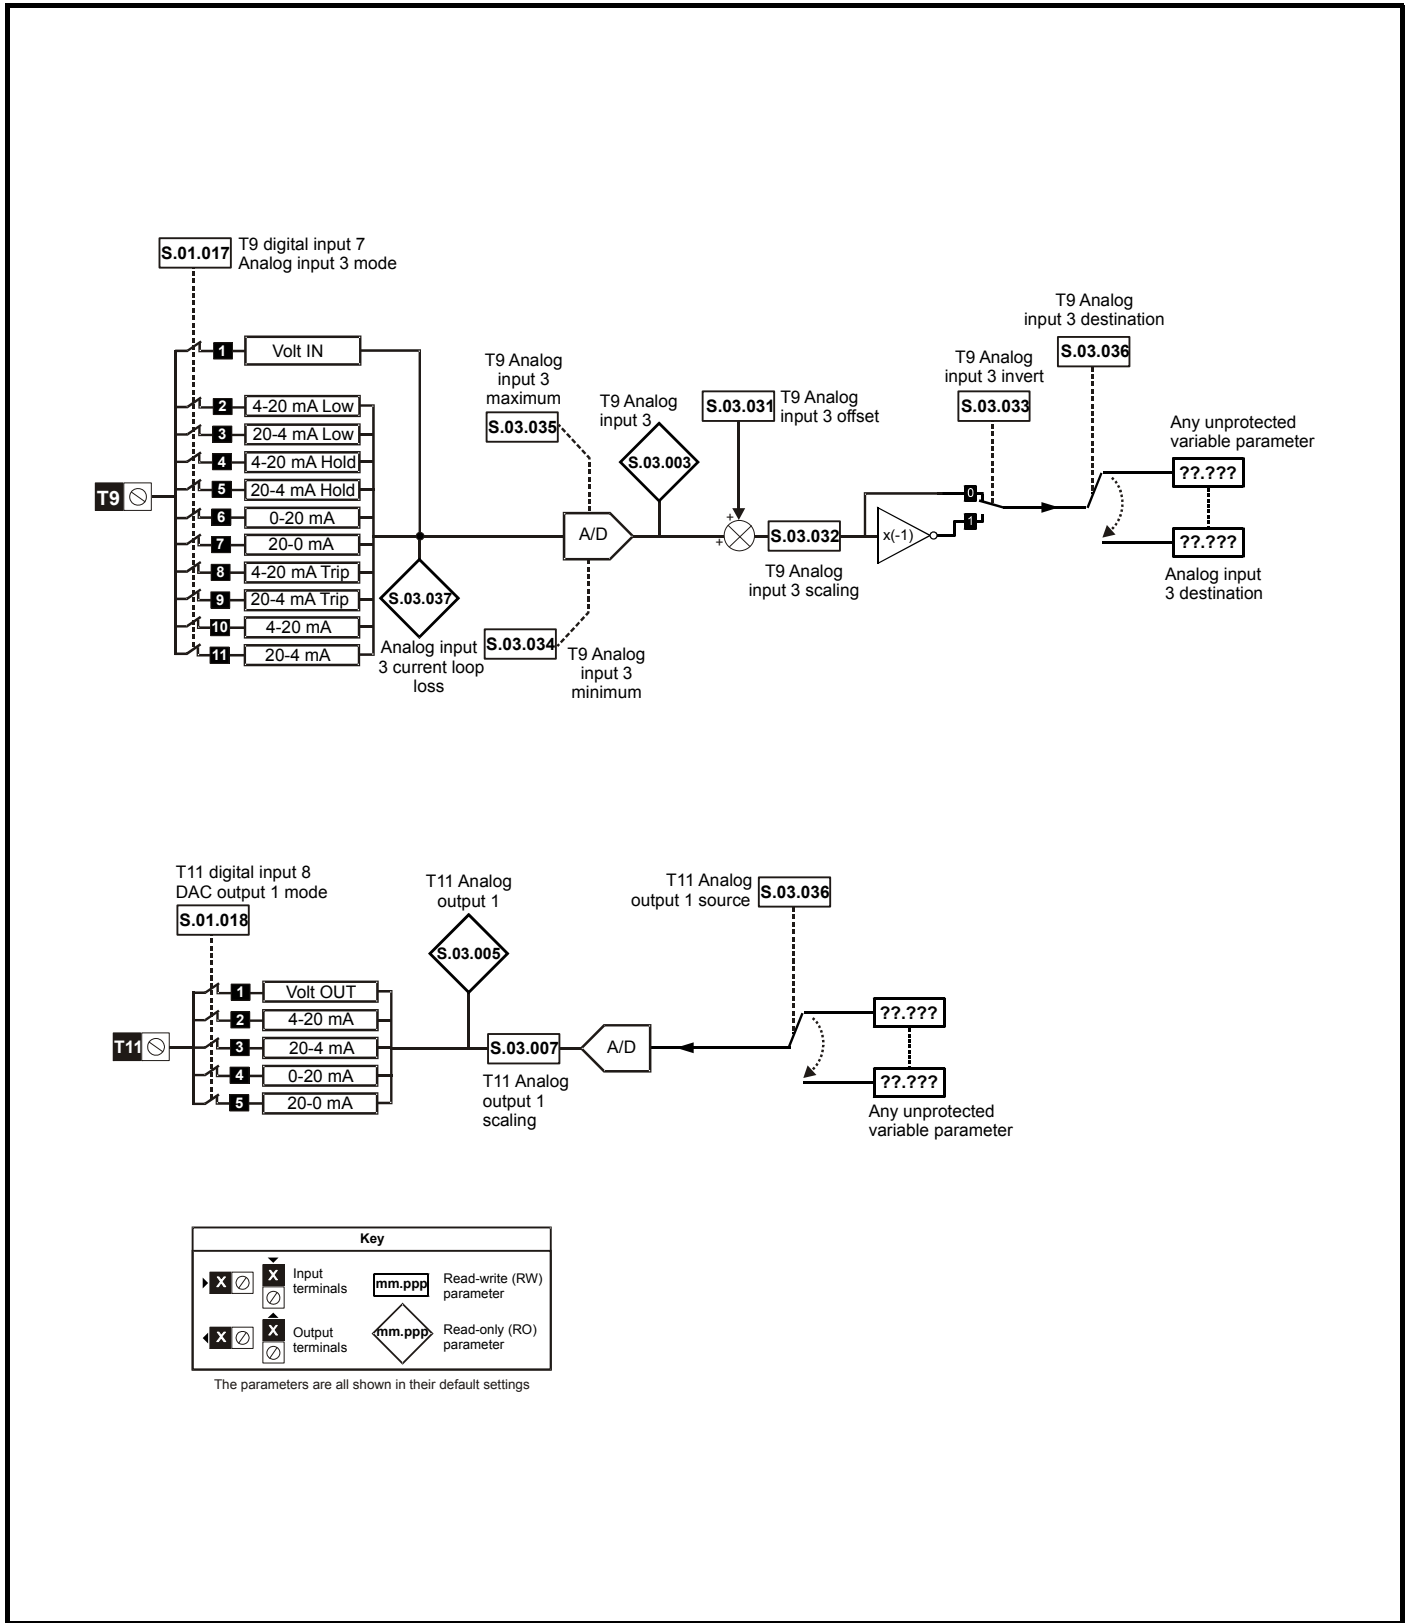 S.01.017
T9 digital input 7
Analog input 3 mode
T9
1 Volt IN
2 4-20 mA Low
3 20-4 mA Low
4 4-20 mA Hold
5 20-4 mA Hold
6 0-20 mA
7 20-0 mA
8 4-20 mA Trip
9 20-4 mA Trip
10 4-20 mA
11 20-4 mA
S.03.037
Analog input
3 current loop
loss
T9 Analog
input 3
maximum
S.03.035
A/D
S.03.034
T9 Analog
input 3
minimum
T9 Analog
input 3
S.03.003
S.03.031
T9 Analog
input 3 offset
+
+
S.03.032
T9 Analog
input 3 scaling
x(-1)
0
1
T9 Analog
input 3 invert
S.03.033
T9 Analog
input 3 destination
S.03.036
Any unprotected
variable parameter
??.???
??.???
Analog input
3 destination
T11 digital input 8
DAC output 1 mode
S.01.018
T11
1 Volt OUT
2 4-20 mA
3 20-4 mA
4 0-20 mA
5 20-0 mA
T11 Analog
output 1
S.03.005
S.03.007
T11 Analog
output 1
scaling
A/D
T11 Analog
output 1 source
S.03.036
??.???
??.???
Any unprotected
variable parameter
Key
X
X
Input
terminals
mm.ppp
Read-write (RW)
parameter
X
X
Output
terminals
mm.ppp
Read-only (RO)
parameter
The parameters are all shown in their default settings